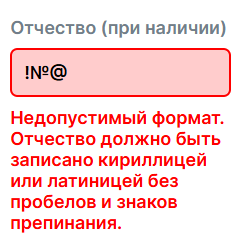 Отчество (при наличии)
!№@
Недопустимый формат.
Отчество должно быть
записано кириллицей
или латиницей без
пробелов и знаков
препинания.